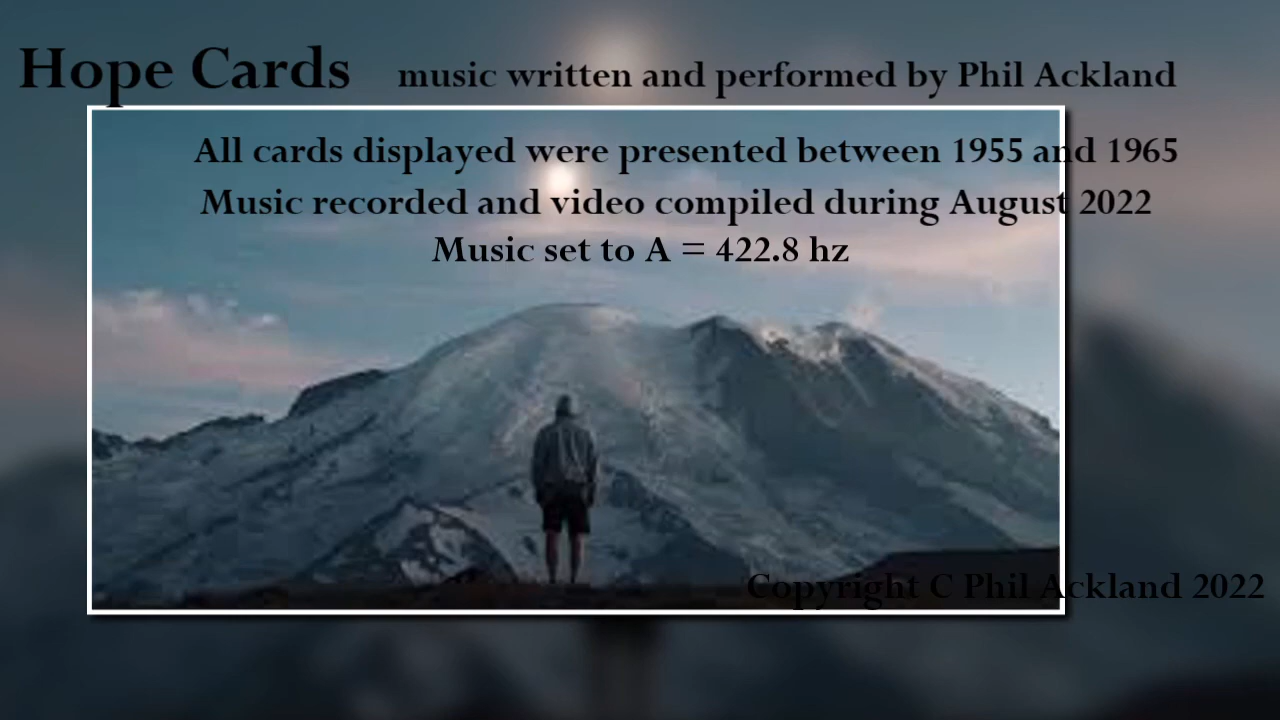 Hope Cards music written and performed by Phil Ackland
All cards displayed were presented between 1955 and 1965
Music recorded and video compiled during August 2022
Music set to A = 422.8 hz
Copyright C Phil Ackland 2022